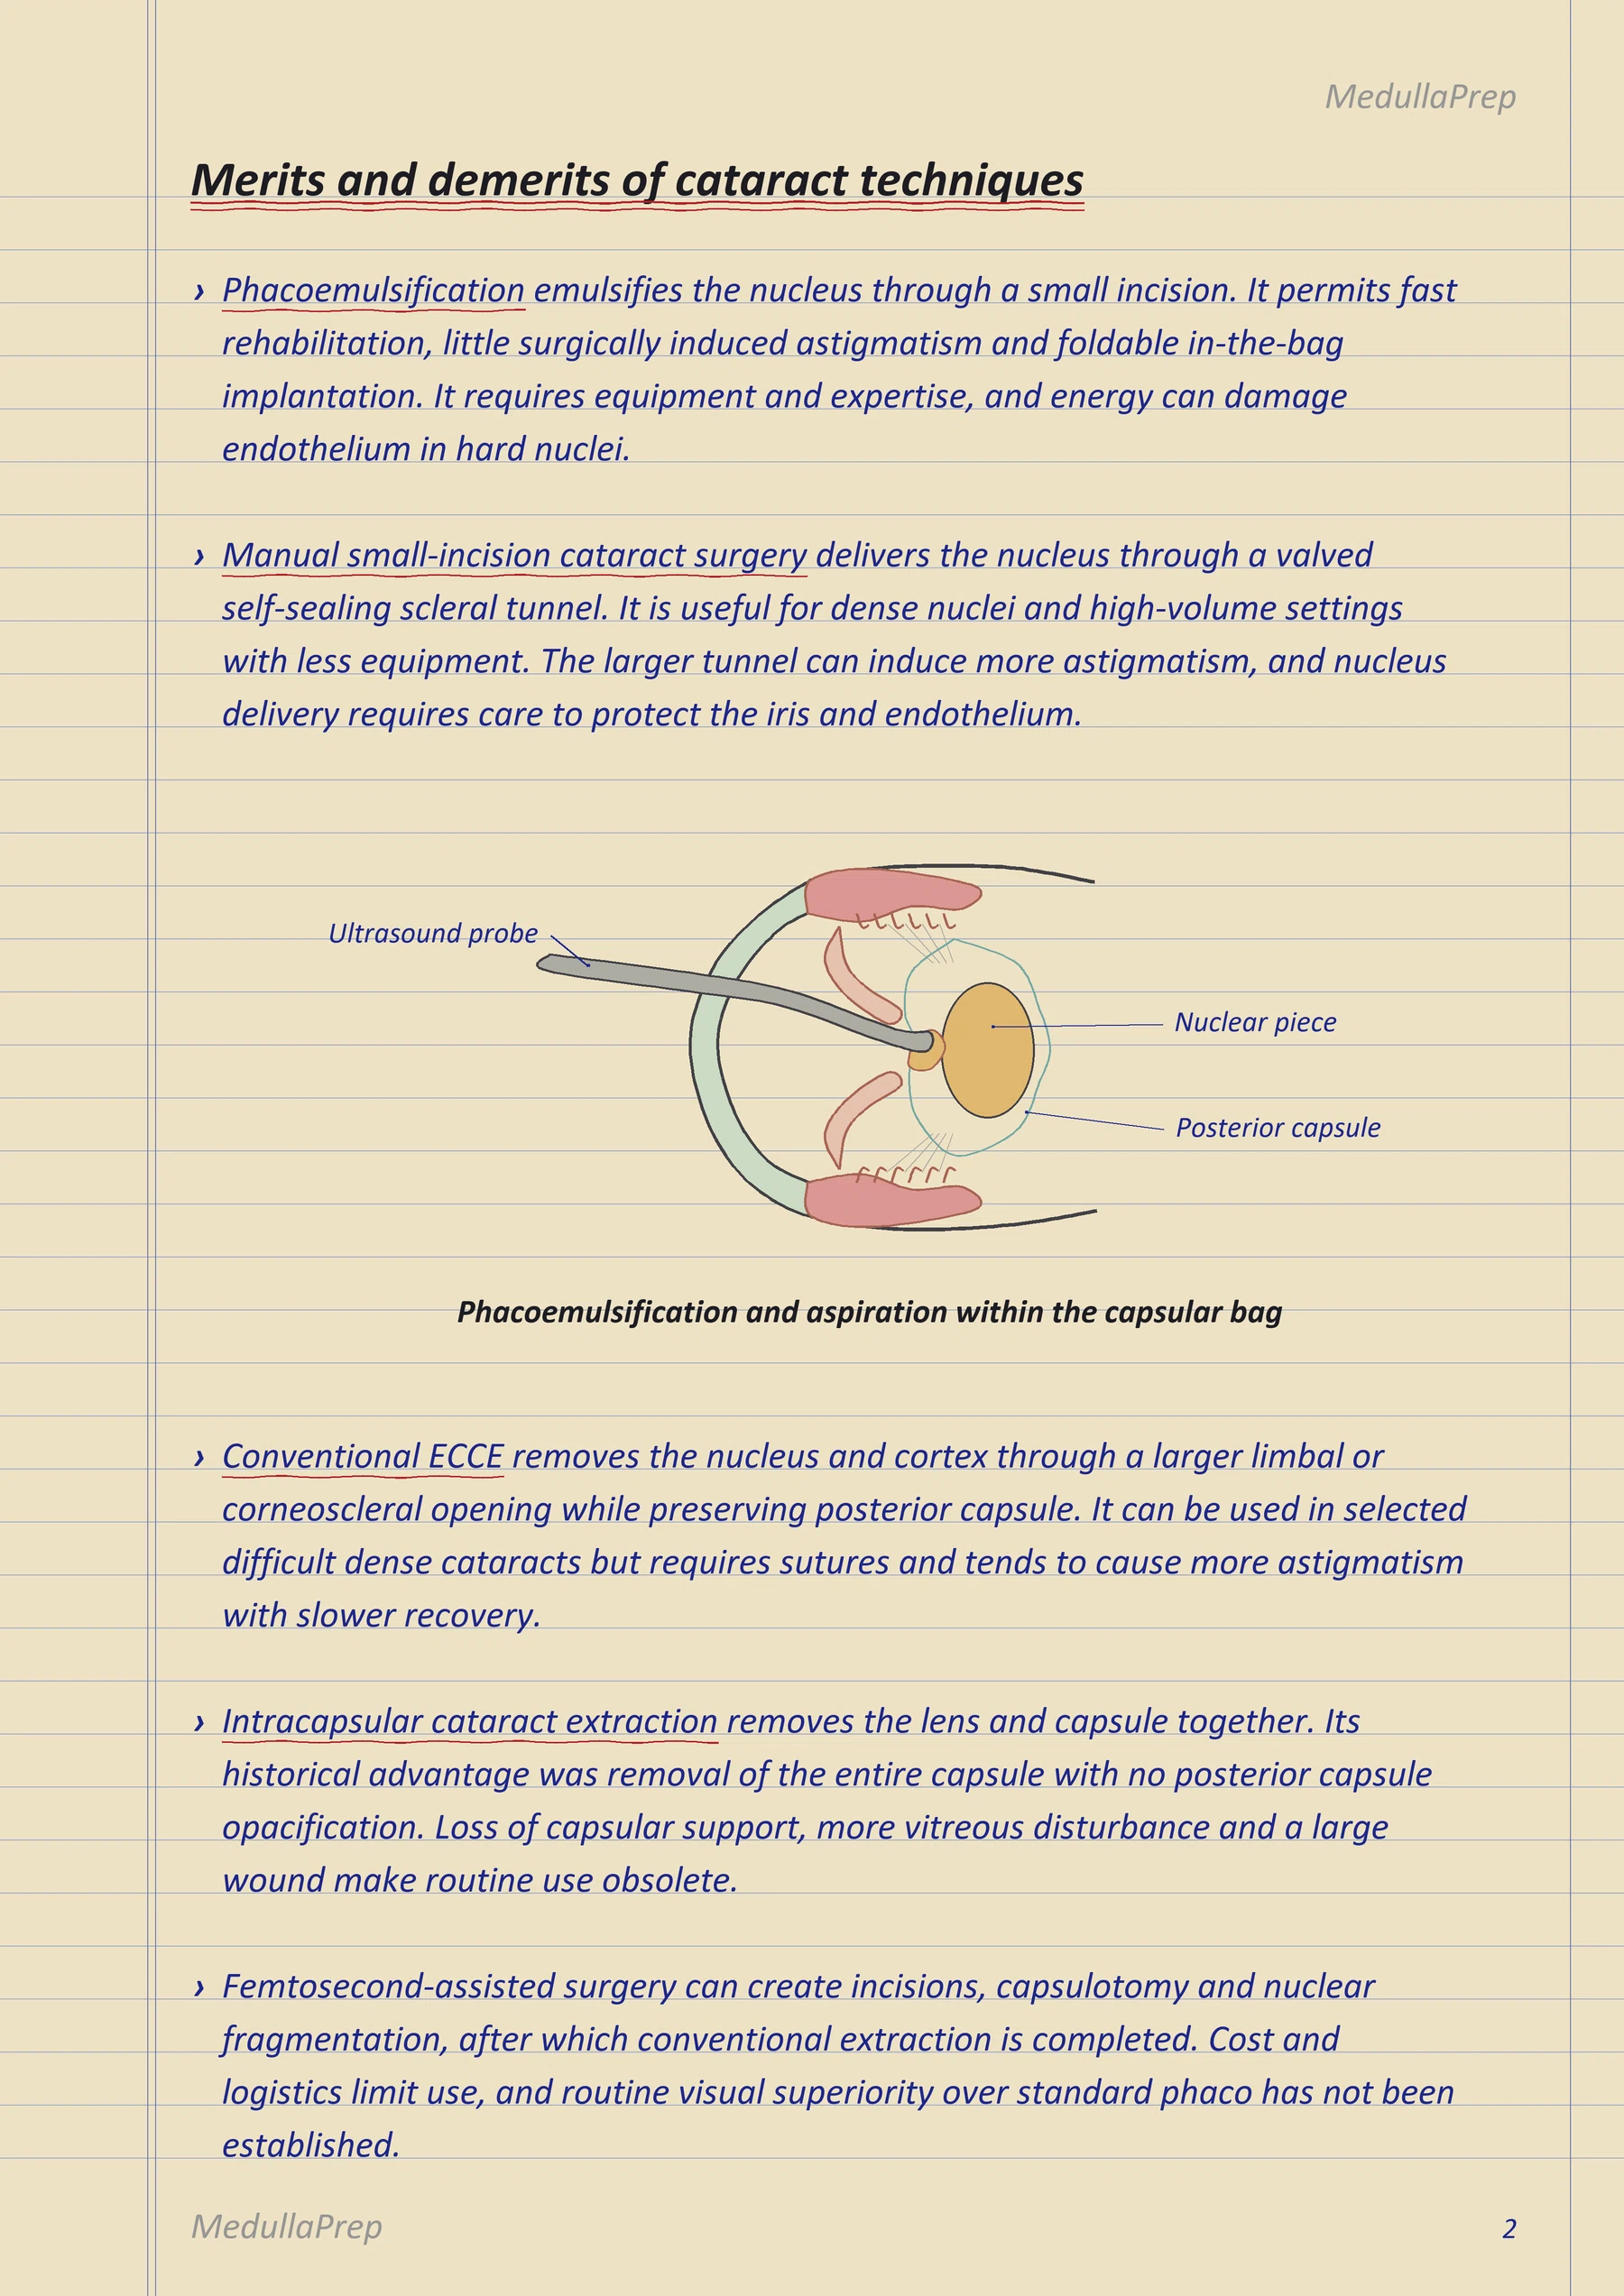 MedullaPrep
Merits and demerits of cataract techniques
› Phacoemulsification emulsifies the nucleus through a small incision. It permits fast
rehabilitation, little surgically induced astigmatism and foldable in-the-bag
implantation. It requires equipment and expertise, and energy can damage
endothelium in hard nuclei.
› Manual small-incision cataract surgery delivers the nucleus through a valved
self-sealing scleral tunnel. It is useful for dense nuclei and high-volume settings
with less equipment. The larger tunnel can induce more astigmatism, and nucleus
delivery requires care to protect the iris and endothelium.
Ultrasound probe
Nuclear piece
Posterior capsule
Phacoemulsification and aspiration within the capsular bag
› Conventional ECCE removes the nucleus and cortex through a larger limbal or
corneoscleral opening while preserving posterior capsule. It can be used in selected
difficult dense cataracts but requires sutures and tends to cause more astigmatism
with slower recovery.
› Intracapsular cataract extraction removes the lens and capsule together. Its
historical advantage was removal of the entire capsule with no posterior capsule
opacification. Loss of capsular support, more vitreous disturbance and a large
wound make routine use obsolete.
› Femtosecond-assisted surgery can create incisions, capsulotomy and nuclear
fragmentation, after which conventional extraction is completed. Cost and
logistics limit use, and routine visual superiority over standard phaco has not been
established.
MedullaPrep
2